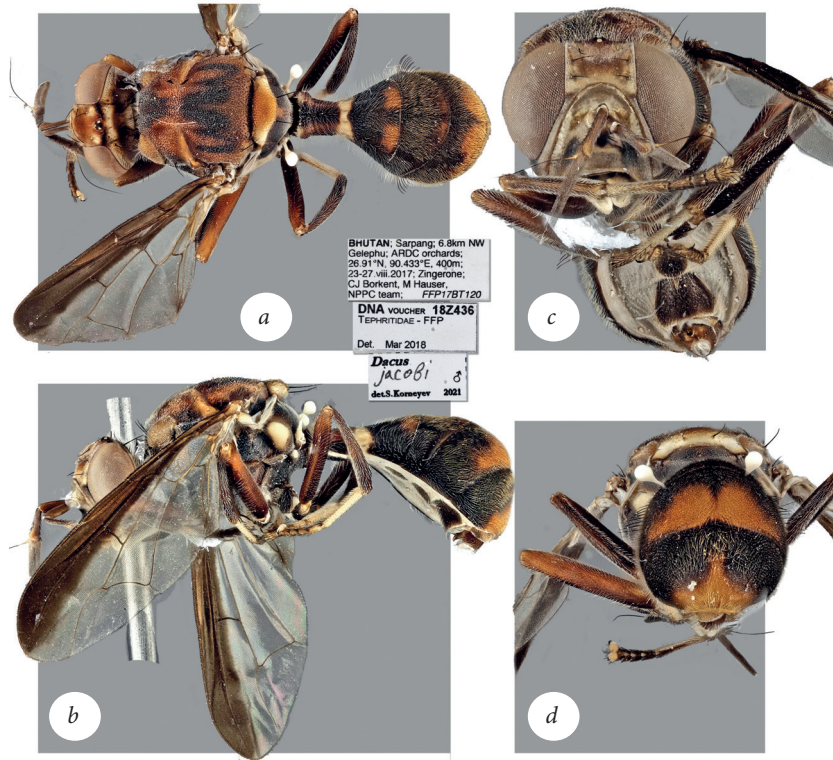 BHUTAN; Sarpang; 6.8km NW
Gelephu; ARDC orchards;
26.91°N, 90.433°E, 400m;
23-27.viii.2017; Zingerone;
CJ Borkent, M Hauser,
NPPC team; FFP17BT120
DNA VOUCHER 18Z436
TEPHRITIDAE - FFP
Det. Mar 2018
Dacus
jacobi ♂
det.S.Korneyev 2021
a
c
b
d